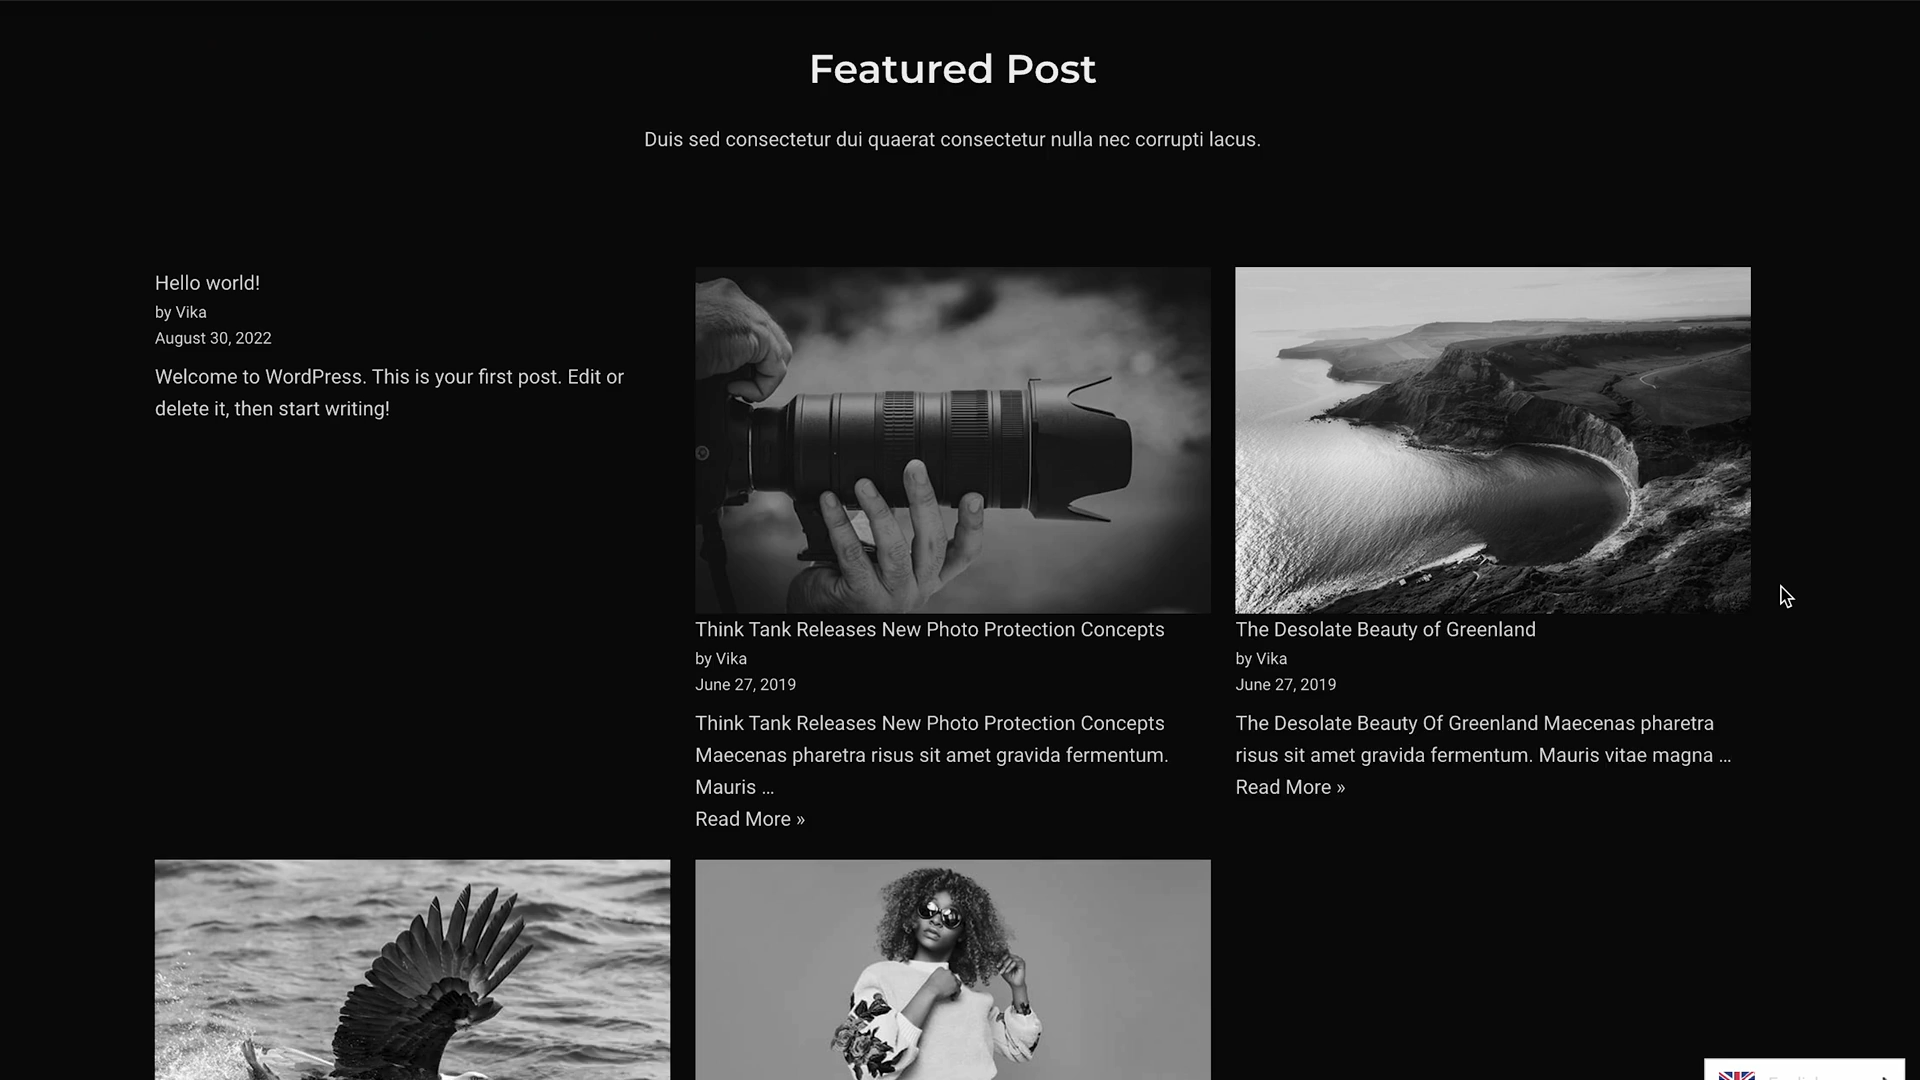 Featured Post
Duis sed consectetur dui quaerat consectetur nulla nec corrupti lacus.
Hello world!
by Vika
August 30, 2022
Welcome to WordPress. This is your first post. Edit or
delete it, then start writing!
Think Tank Releases New Photo Protection Concepts
by Vika
June 27, 2019
Think Tank Releases New Photo Protection Concepts
Maecenas pharetra risus sit amet gravida fermentum.
Mauris …
Read More »
The Desolate Beauty of Greenland
by Vika
June 27, 2019
The Desolate Beauty Of Greenland Maecenas pharetra
risus sit amet gravida fermentum. Mauris vitae magna …
Read More »